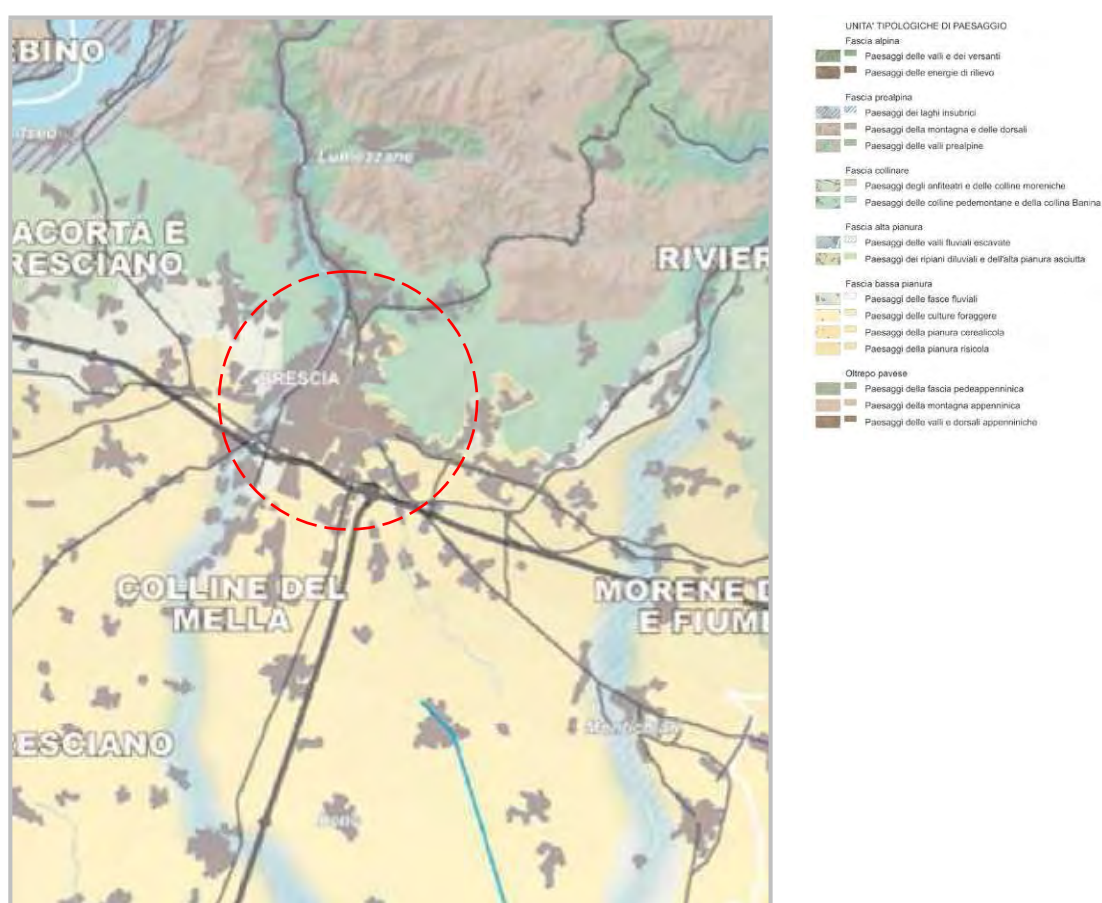 EBINO
Iseo
Lumezzane
ACORTA E
RESCIANO
RIVIER
BRESCIA
COLLINE DEL
MELLA
MORENE D
E FIUM
RESCIANO
UNITA' TIPOLOGICHE DI PAESAGGIO
Fascia alpina
Paesaggi delle valli e dei versanti
Paesaggi delle energie di rilievo
Fascia prealpina
Paesaggi dei laghi insubrici
Paesaggi della montagna e delle dorsali
Paesaggi delle valli prealpine
Fascia collinare
Paesaggi degli anfiteatri e delle colline moreniche
Paesaggi delle colline pedemontane e della collina Banina
Fascia alta pianura
Paesaggi delle valli fluviali escavate
Paesaggi dei ripiani diluviali e dell'alta pianura asciutta
Fascia bassa pianura
Paesaggi delle fasce fluviali
Paesaggi delle culture foraggere
Paesaggi della pianura cerealicola
Paesaggi della pianura risicola
Oltrepo pavese
Paesaggi della fascia pedeappenninica
Paesaggi della montagna appenninica
Paesaggi delle valli e dorsali appenniniche